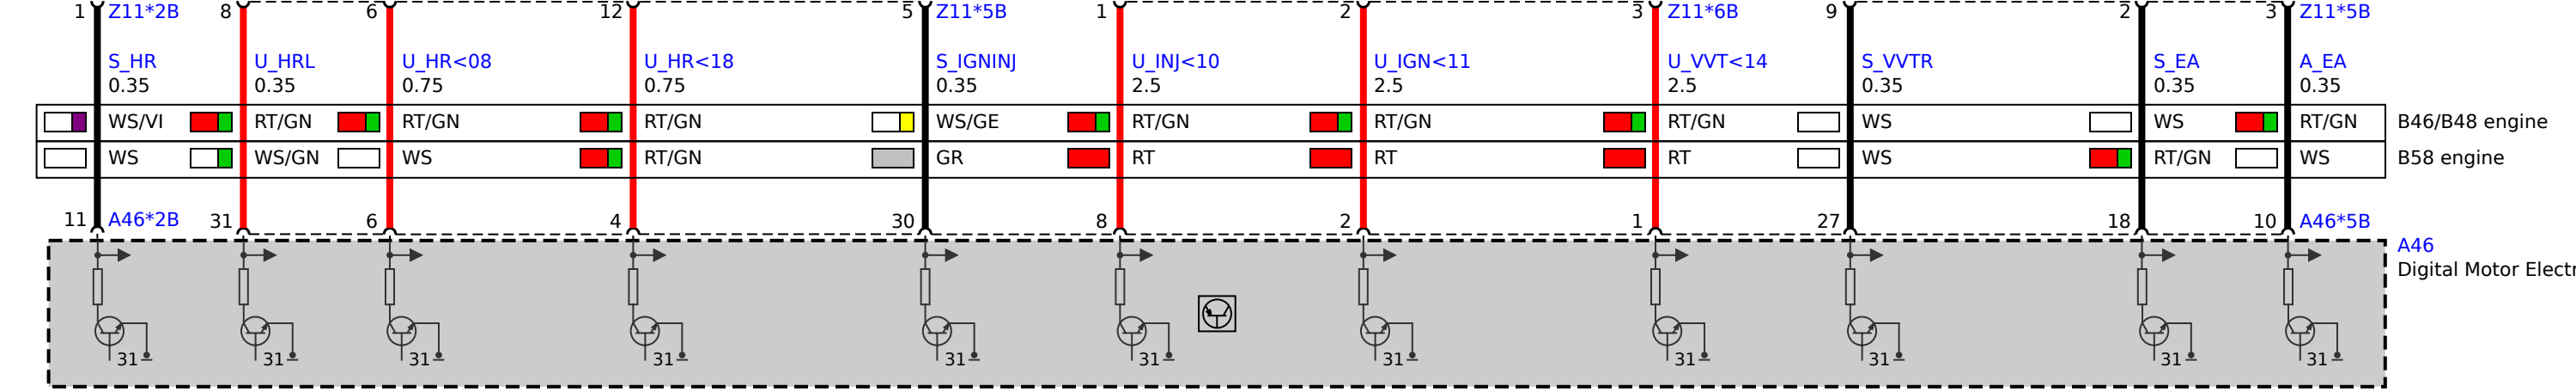 1 Z11*2B 8 6 12 5 Z11*5B 1 2 3 Z11*6B 9 2 3 Z11*5B
S_HR U_HRL U_HR<08 U_HR<18 S_IGNINJ U_INJ<10 U_IGN<11 U_VVT<14 S_VVTR S_EA A_EA
0.35 0.35 0.75 0.75 0.35 2.5 2.5 2.5 0.35 0.35 0.35
WS/VI RT/GN RT/GN RT/GN WS/GE RT/GN RT/GN RT/GN WS WS RT/GN B46/B48 engine
WS WS/GN WS RT/GN GR RT RT RT WS RT/GN WS B58 engine
11 A46*2B 31 6 4 30 8 2 1 27 18 10 A46*5B
A46
Digital Motor Electr
31 31 31 31 31 31 31 31 31 31 31